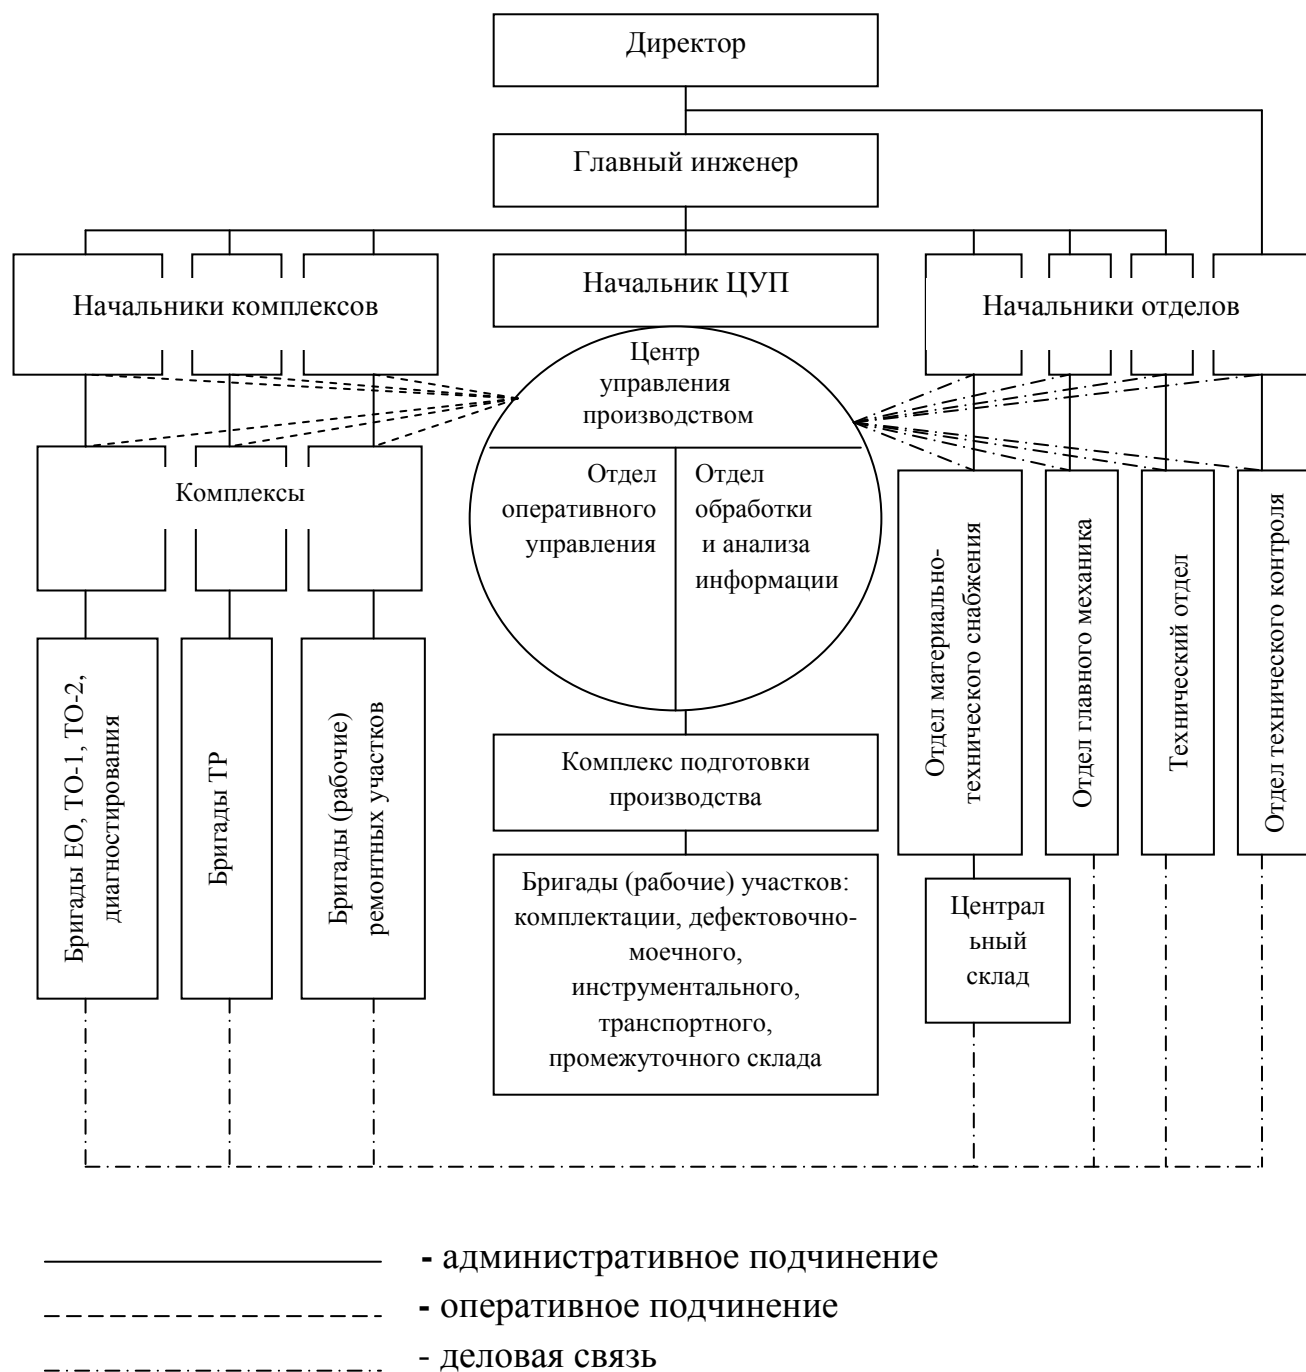 Директор
Главный инженер
Начальники комплексов
Начальник ЦУП
Начальники отделов
Центр
управления
производством
Отдел
оперативного
управления
Отдел
обработки
и анализа
информации
Комплексы
Бригады ЕО, ТО-1, ТО-2,
диагностирования
Бригады ТР
Бригады (рабочие)
ремонтных участков
Комплекс подготовки
производства
Бригады (рабочие) участков:
комплектации, дефектовочно-
моечного,
инструментального,
транспортного,
промежуточного склада
Отдел материально-
технического снабжения
Отдел главного механика
Технический отдел
Отдел технического контроля
Централ
ьный
склад
- административное подчинение
- оперативное подчинение
- деловая связь